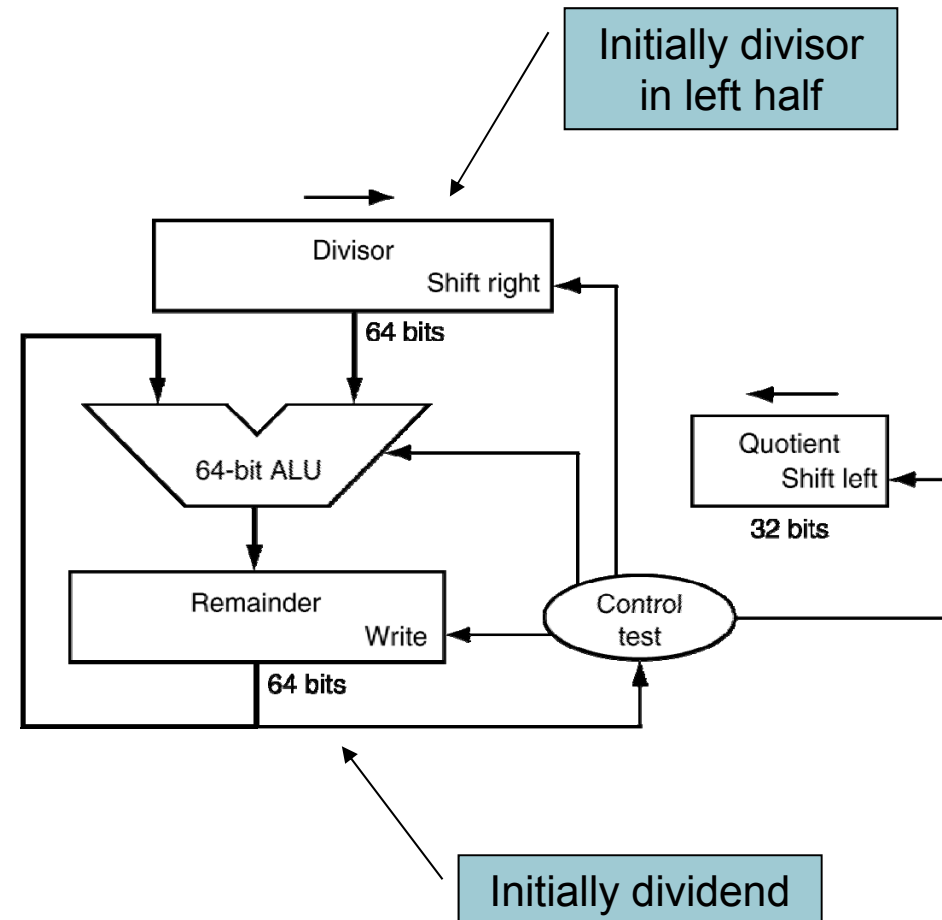 Initially divisor
in left half
Divisor
Shift right
64 bits
64-bit ALU
Quotient
Shift left
32 bits
Remainder
Write
Control
test
64 bits
Initially dividend